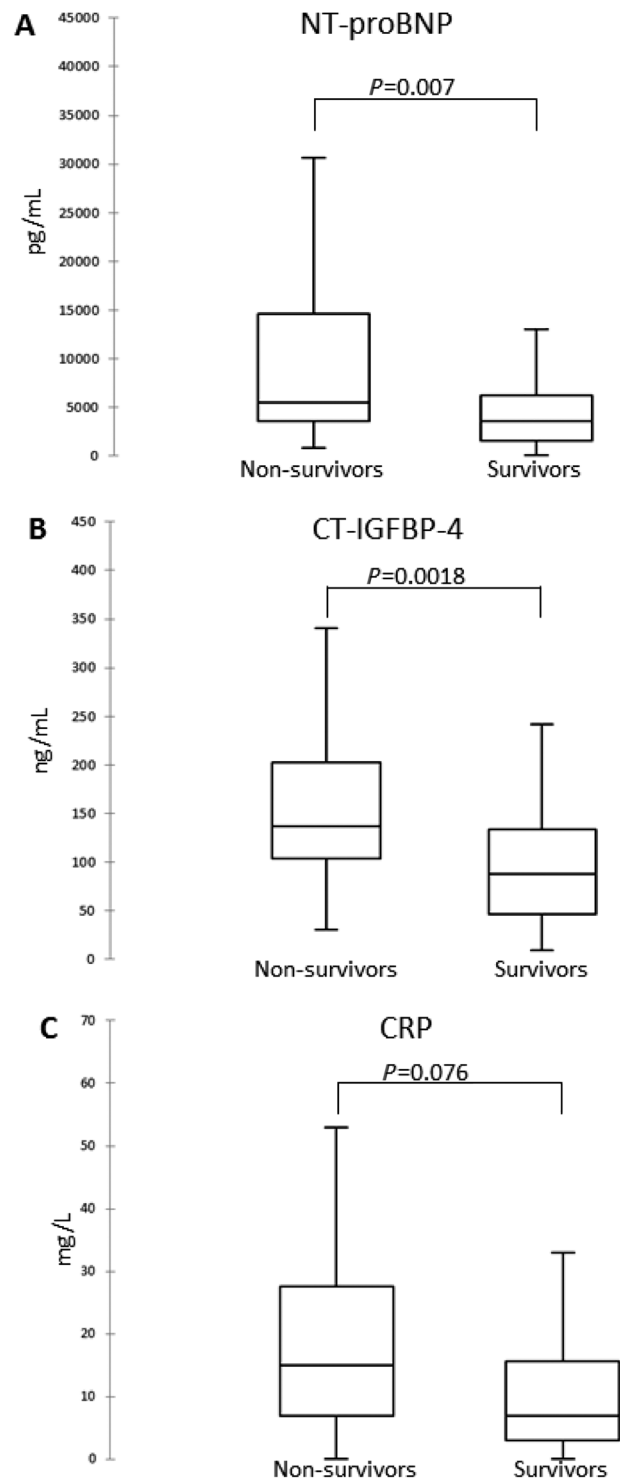 A
NT-proBNP
P=0.007
45000
40000
35000
30000
25000
20000
15000
10000
5000
0
pg/mL
Non-survivors
Survivors
B
CT-IGFBP-4
P=0.0018
450
400
350
300
250
200
150
100
50
0
ng/mL
Non-survivors
Survivors
C
CRP
P=0.076
70
60
50
40
30
20
10
0
mg/L
Non-survivors
Survivors